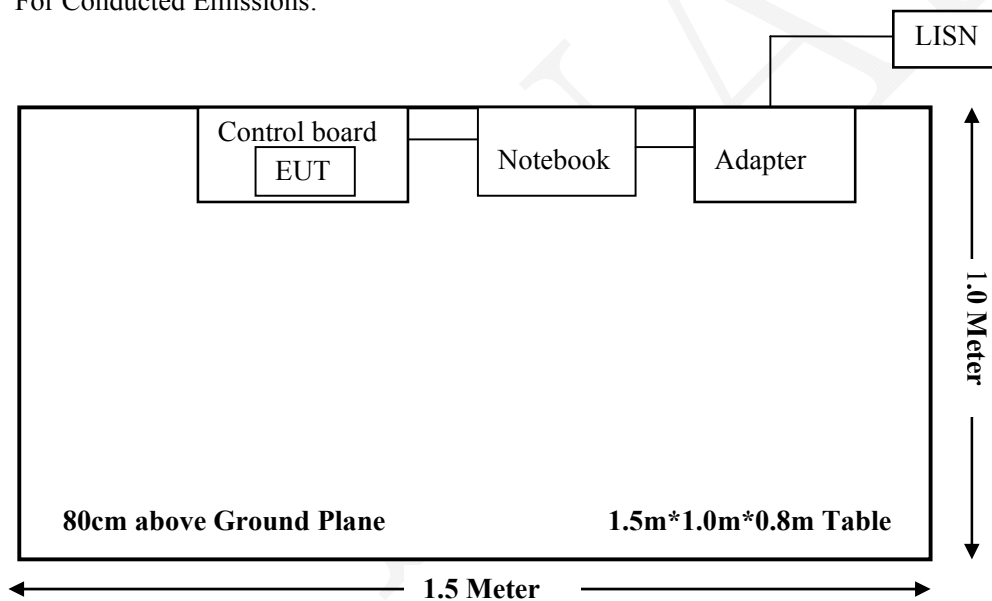 For Conducted Emissions:
LISN
Control board
EUT
Notebook
Adapter
1.0 Meter
80cm above Ground Plane
1.5m*1.0m*0.8m Table
1.5 Meter